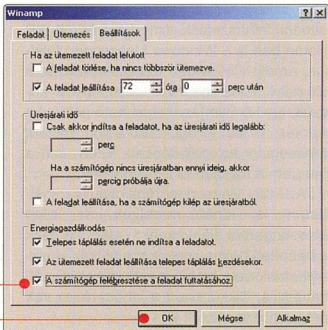 Winamp
Feladat Ütemezés Beállítások
Ha az ütemezett feladat lefutott
A feladat törlése, ha nincs többször ütemezve.
A feladat leállítása 72 óra 0 perc után
Üresjárati idő
Csak akkor indítsa a feladatot, ha az üresjárati idő legalább:
perc
Ha a számítógép nincs üresjáratban ennyi ideig, akkor
percig próbálja újra.
A feladat leállítása, ha a számítógép kilép az üresjáratból.
Energiagazdálkodás
Telepes táplálás esetén ne indítsa a feladatot.
Az ütemezett feladat leállítása telepes táplálás kezdésekor.
A számítógép felébresztése a feladat futtatásához.
OK Mégse Alkalmaz